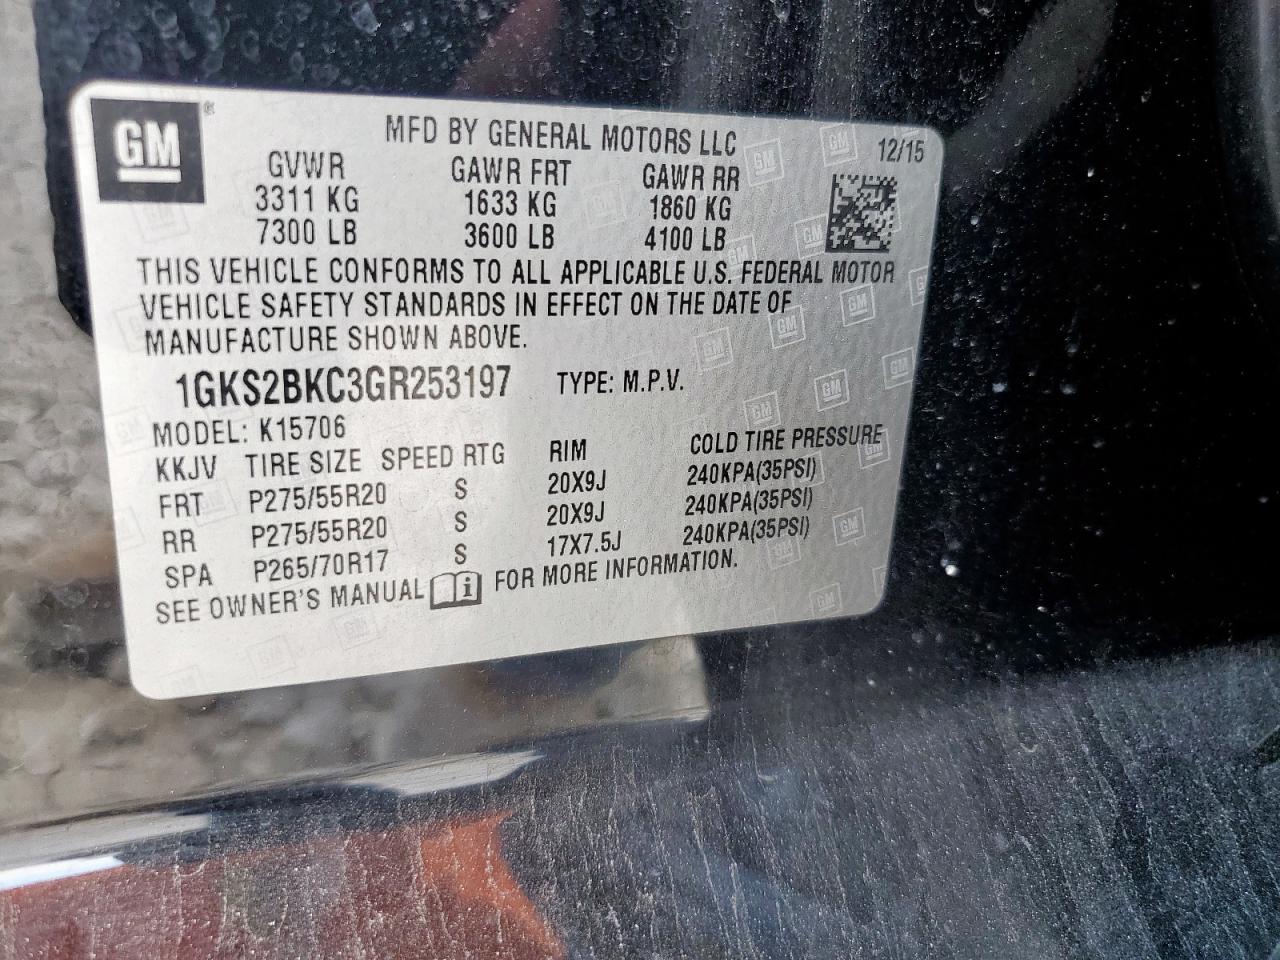 GM ®
MFD BY GENERAL MOTORS LLC 12/15
GVWR GAWR FRT GAWR RR
3311 KG 1633 KG 1860 KG
7300 LB 3600 LB 4100 LB
THIS VEHICLE CONFORMS TO ALL APPLICABLE U.S. FEDERAL MOTOR
VEHICLE SAFETY STANDARDS IN EFFECT ON THE DATE OF
MANUFACTURE SHOWN ABOVE.
1GKS2BKC3GR253197 TYPE: M.P.V.
MODEL: K15706
KKJV TIRE SIZE SPEED RTG RIM COLD TIRE PRESSURE
FRT P275/55R20 S 20X9J 240KPA(35PSI)
RR P275/55R20 S 20X9J 240KPA(35PSI)
SPA P265/70R17 S 17X7.5J 240KPA(35PSI)
SEE OWNER'S MANUAL i FOR MORE INFORMATION.